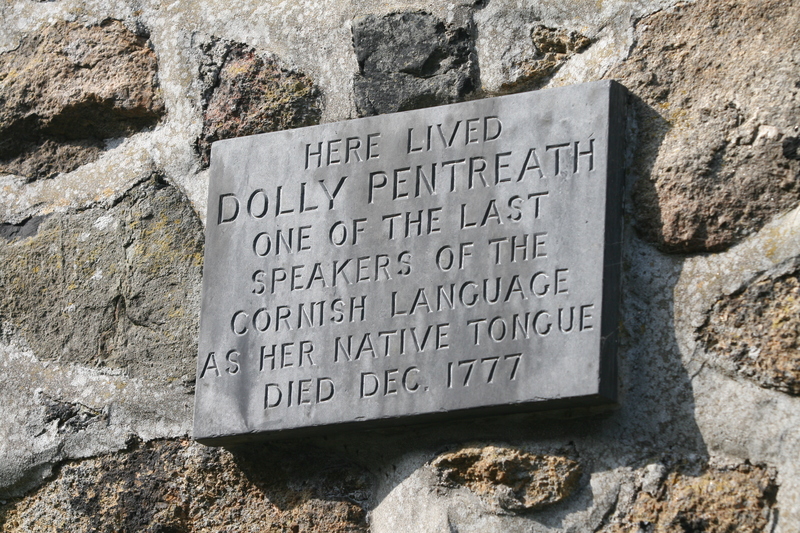 HERE LIVED
DOLLY PENTREATH
ONE OF THE LAST
SPEAKERS OF THE
CORNISH LANGUAGE
AS HER NATIVE TONGUE
DIED DEC. 1777